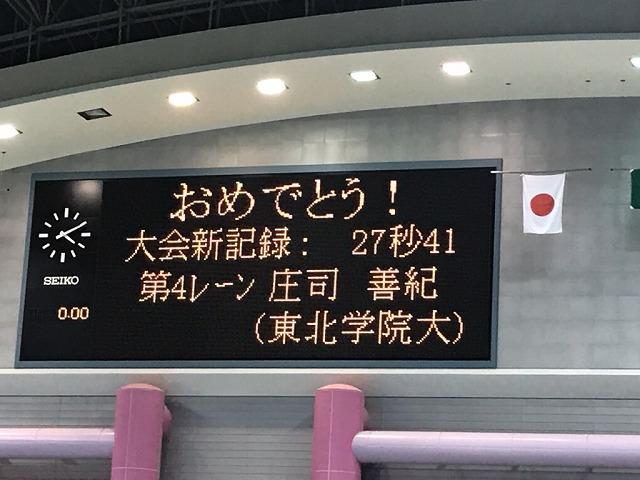 おめでとう！
大会新記録： 27秒41
第4レーン 庄司 善紀
（東北学院大）
SEIKO
0.00